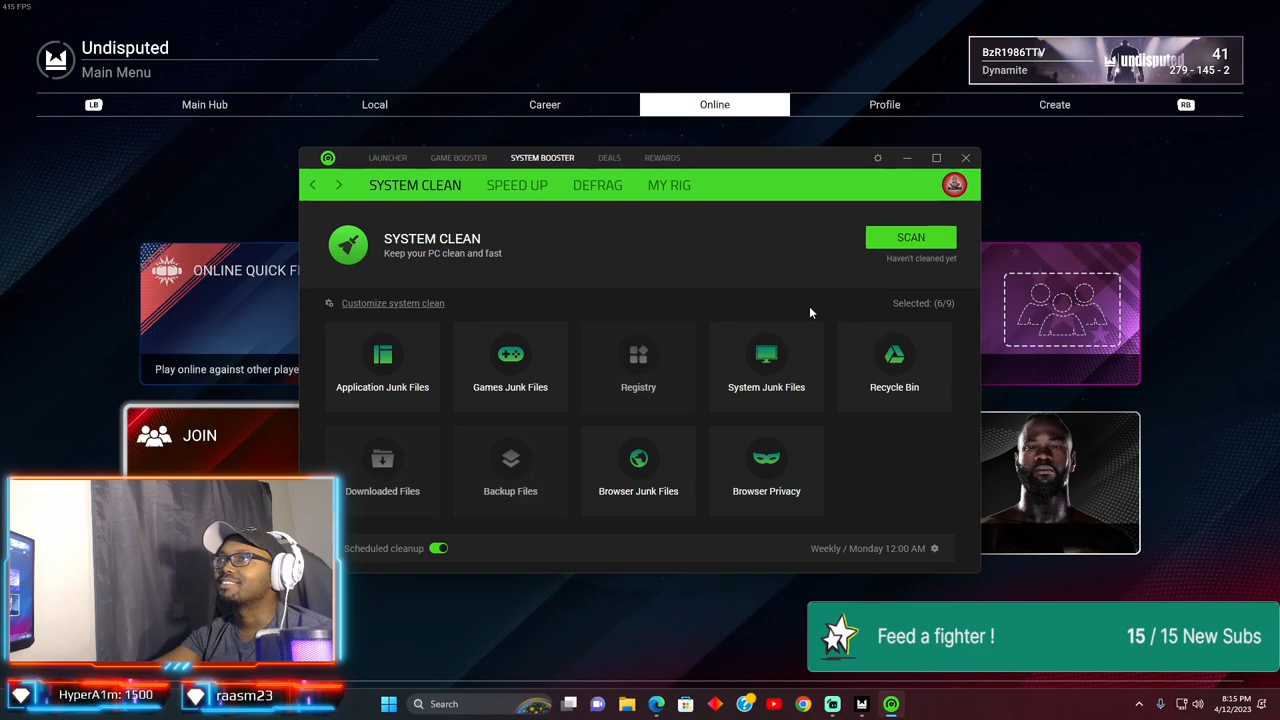 415 FPS
Undisputed
Main Menu
BzR1986TTV
Dynamite
undisputed
41
279 - 145 - 2
LB
Main Hub
Local
Career
Online
Profile
Create
RB
LAUNCHER
GAME BOOSTER
SYSTEM BOOSTER
DEALS
REWARDS
SYSTEM CLEAN
SPEED UP
DEFRAG
MY RIG
SYSTEM CLEAN
Keep your PC clean and fast
SCAN
Haven't cleaned yet
Customize system clean
Selected: (6/9)
Application Junk Files
Games Junk Files
Registry
System Junk Files
Recycle Bin
Downloaded Files
Backup Files
Browser Junk Files
Browser Privacy
Scheduled cleanup
Weekly / Monday 12:00 AM
ONLINE QUICK FI
Play online against other playe
JOIN
Feed a fighter !
15 / 15 New Subs
HyperA1m: 1500
raasm23
Search
8:15 PM
4/12/2023